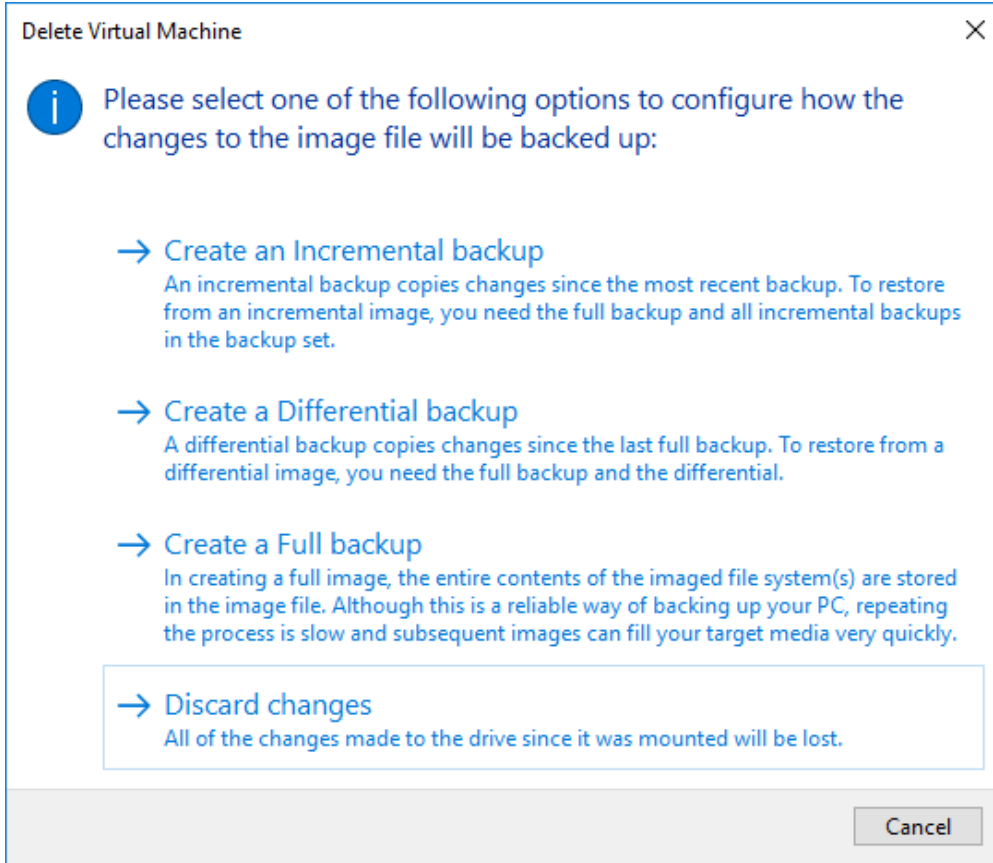 Delete Virtual Machine
Please select one of the following options to configure how the
changes to the image file will be backed up:
Create an Incremental backup
An incremental backup copies changes since the most recent backup. To restore
from an incremental image, you need the full backup and all incremental backups
in the backup set.
Create a Differential backup
A differential backup copies changes since the last full backup. To restore from a
differential image, you need the full backup and the differential.
Create a Full backup
In creating a full image, the entire contents of the imaged file system(s) are stored
in the image file. Although this is a reliable way of backing up your PC, repeating
the process is slow and subsequent images can fill your target media very quickly.
Discard changes
All of the changes made to the drive since it was mounted will be lost.
Cancel